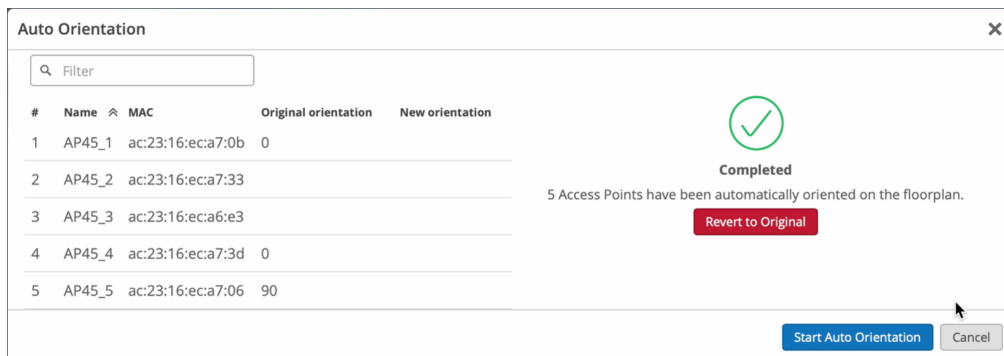 Auto Orientation
Filter
# Name MAC Original orientation New orientation
1 AP45_1 ac:23:16:ec:a7:0b 0
2 AP45_2 ac:23:16:ec:a7:33
3 AP45_3 ac:23:16:ec:a6:e3
4 AP45_4 ac:23:16:ec:a7:3d 0
5 AP45_5 ac:23:16:ec:a7:06 90
Completed
5 Access Points have been automatically oriented on the floorplan.
Revert to Original
Start Auto Orientation Cancel